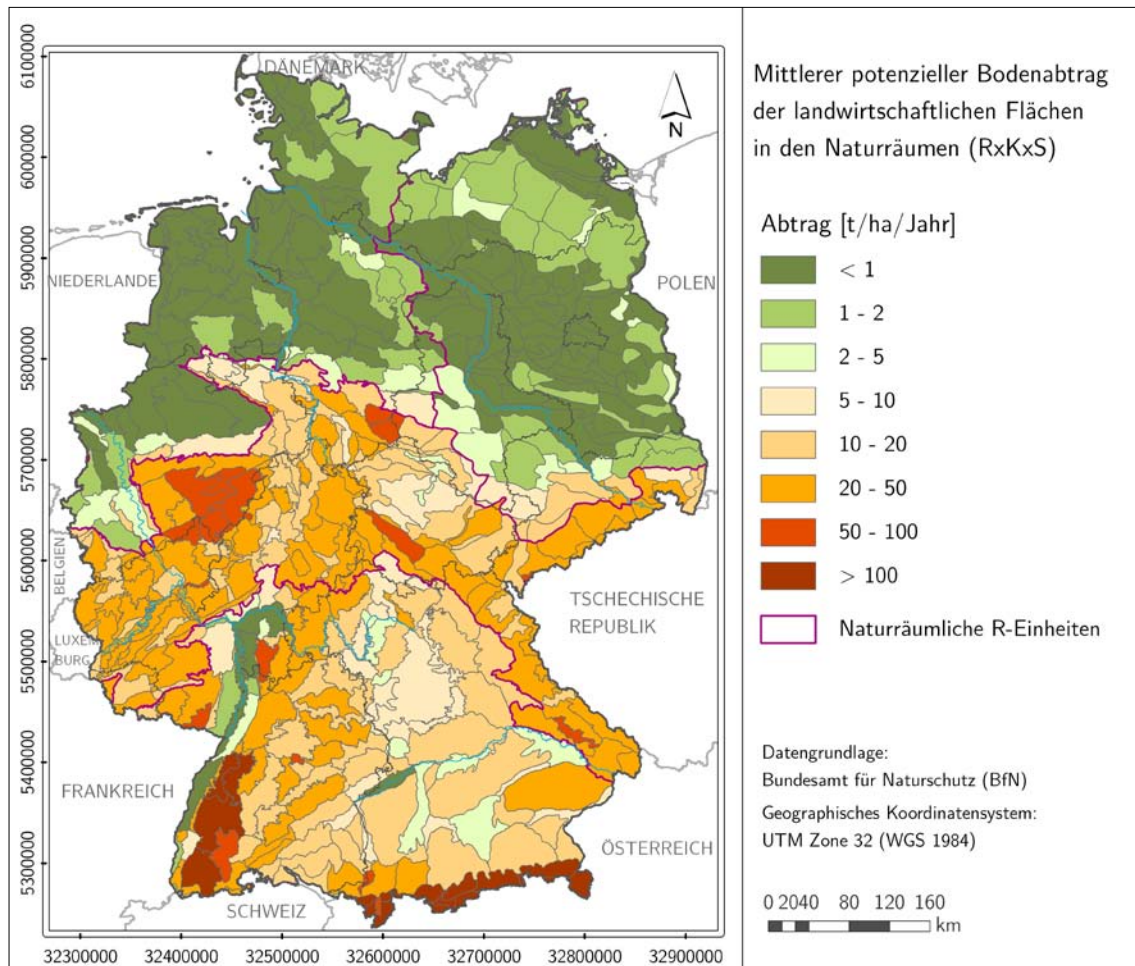 DÄNEMARK
NIEDERLANDE
POLEN
BELGIEN
LUXEM
BURG
TSCHECHISCHE
REPUBLIK
FRANKREICH
ÖSTERREICH
SCHWEIZ
N
6100000
6000000
5900000
5800000
5700000
5600000
5500000
5400000
5300000
32300000 32400000 32500000 32600000 32700000 32800000 32900000
Mittlerer potenzieller Bodenabtrag
der landwirtschaftlichen Flächen
in den Naturräumen (RxKxS)
Abtrag [t/ha/Jahr]
< 1
1 - 2
2 - 5
5 - 10
10 - 20
20 - 50
50 - 100
> 100
Naturräumliche R-Einheiten
Datengrundlage:
Bundesamt für Naturschutz (BfN)
Geographisches Koordinatensystem:
UTM Zone 32 (WGS 1984)
0 20 40 80 120 160
km